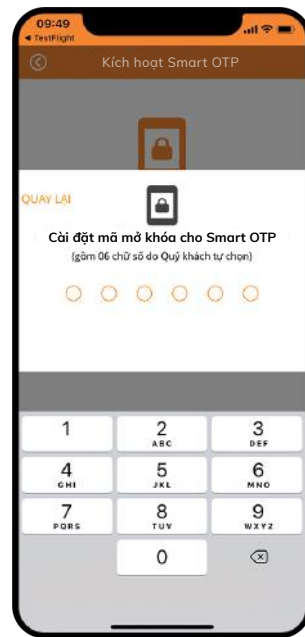 09:49
◀ TestFlight
Kích hoạt Smart OTP
QUAY LẠI
Cài đặt mã mở khóa cho Smart OTP
(gồm 06 chữ số do Quý khách tự chọn)
1
2
ABC
3
DEF
4
GHI
5
JKL
6
MNO
7
PQRS
8
TUV
9
WXYZ
0